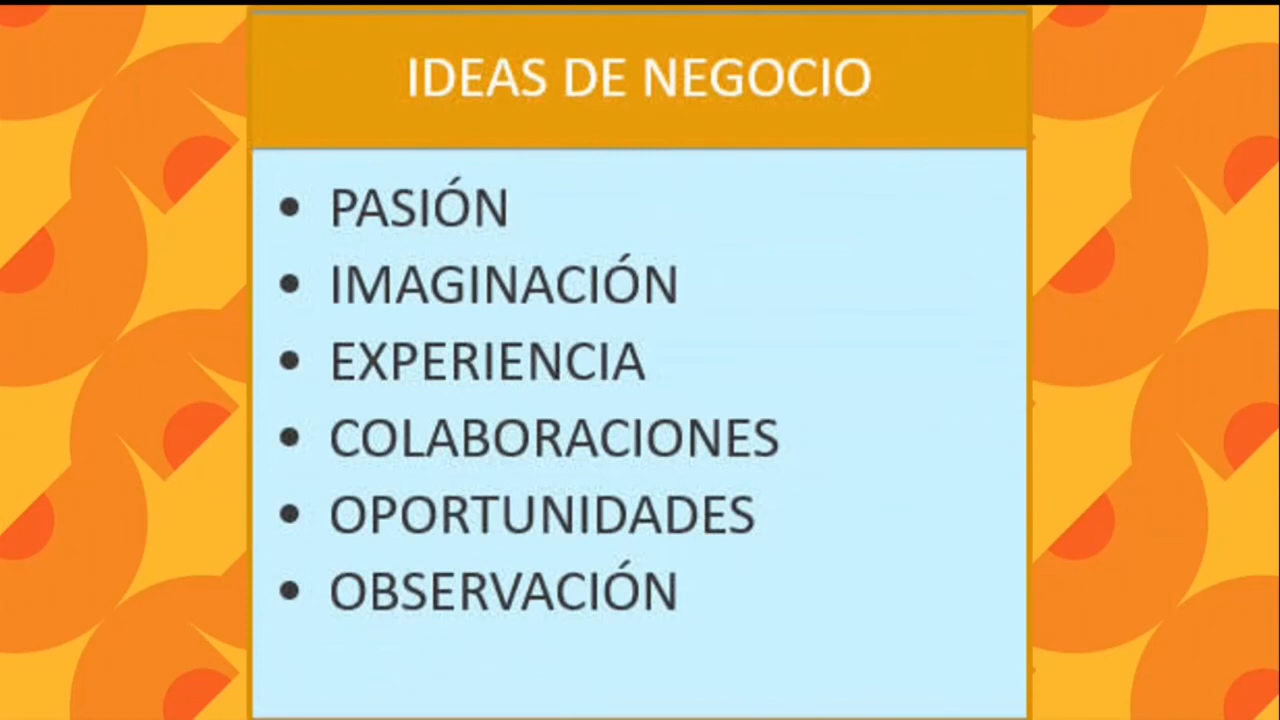 IDEAS DE NEGOCIO
• PASIÓN
• IMAGINACIÓN
• EXPERIENCIA
• COLABORACIONES
• OPORTUNIDADES
• OBSERVACIÓN